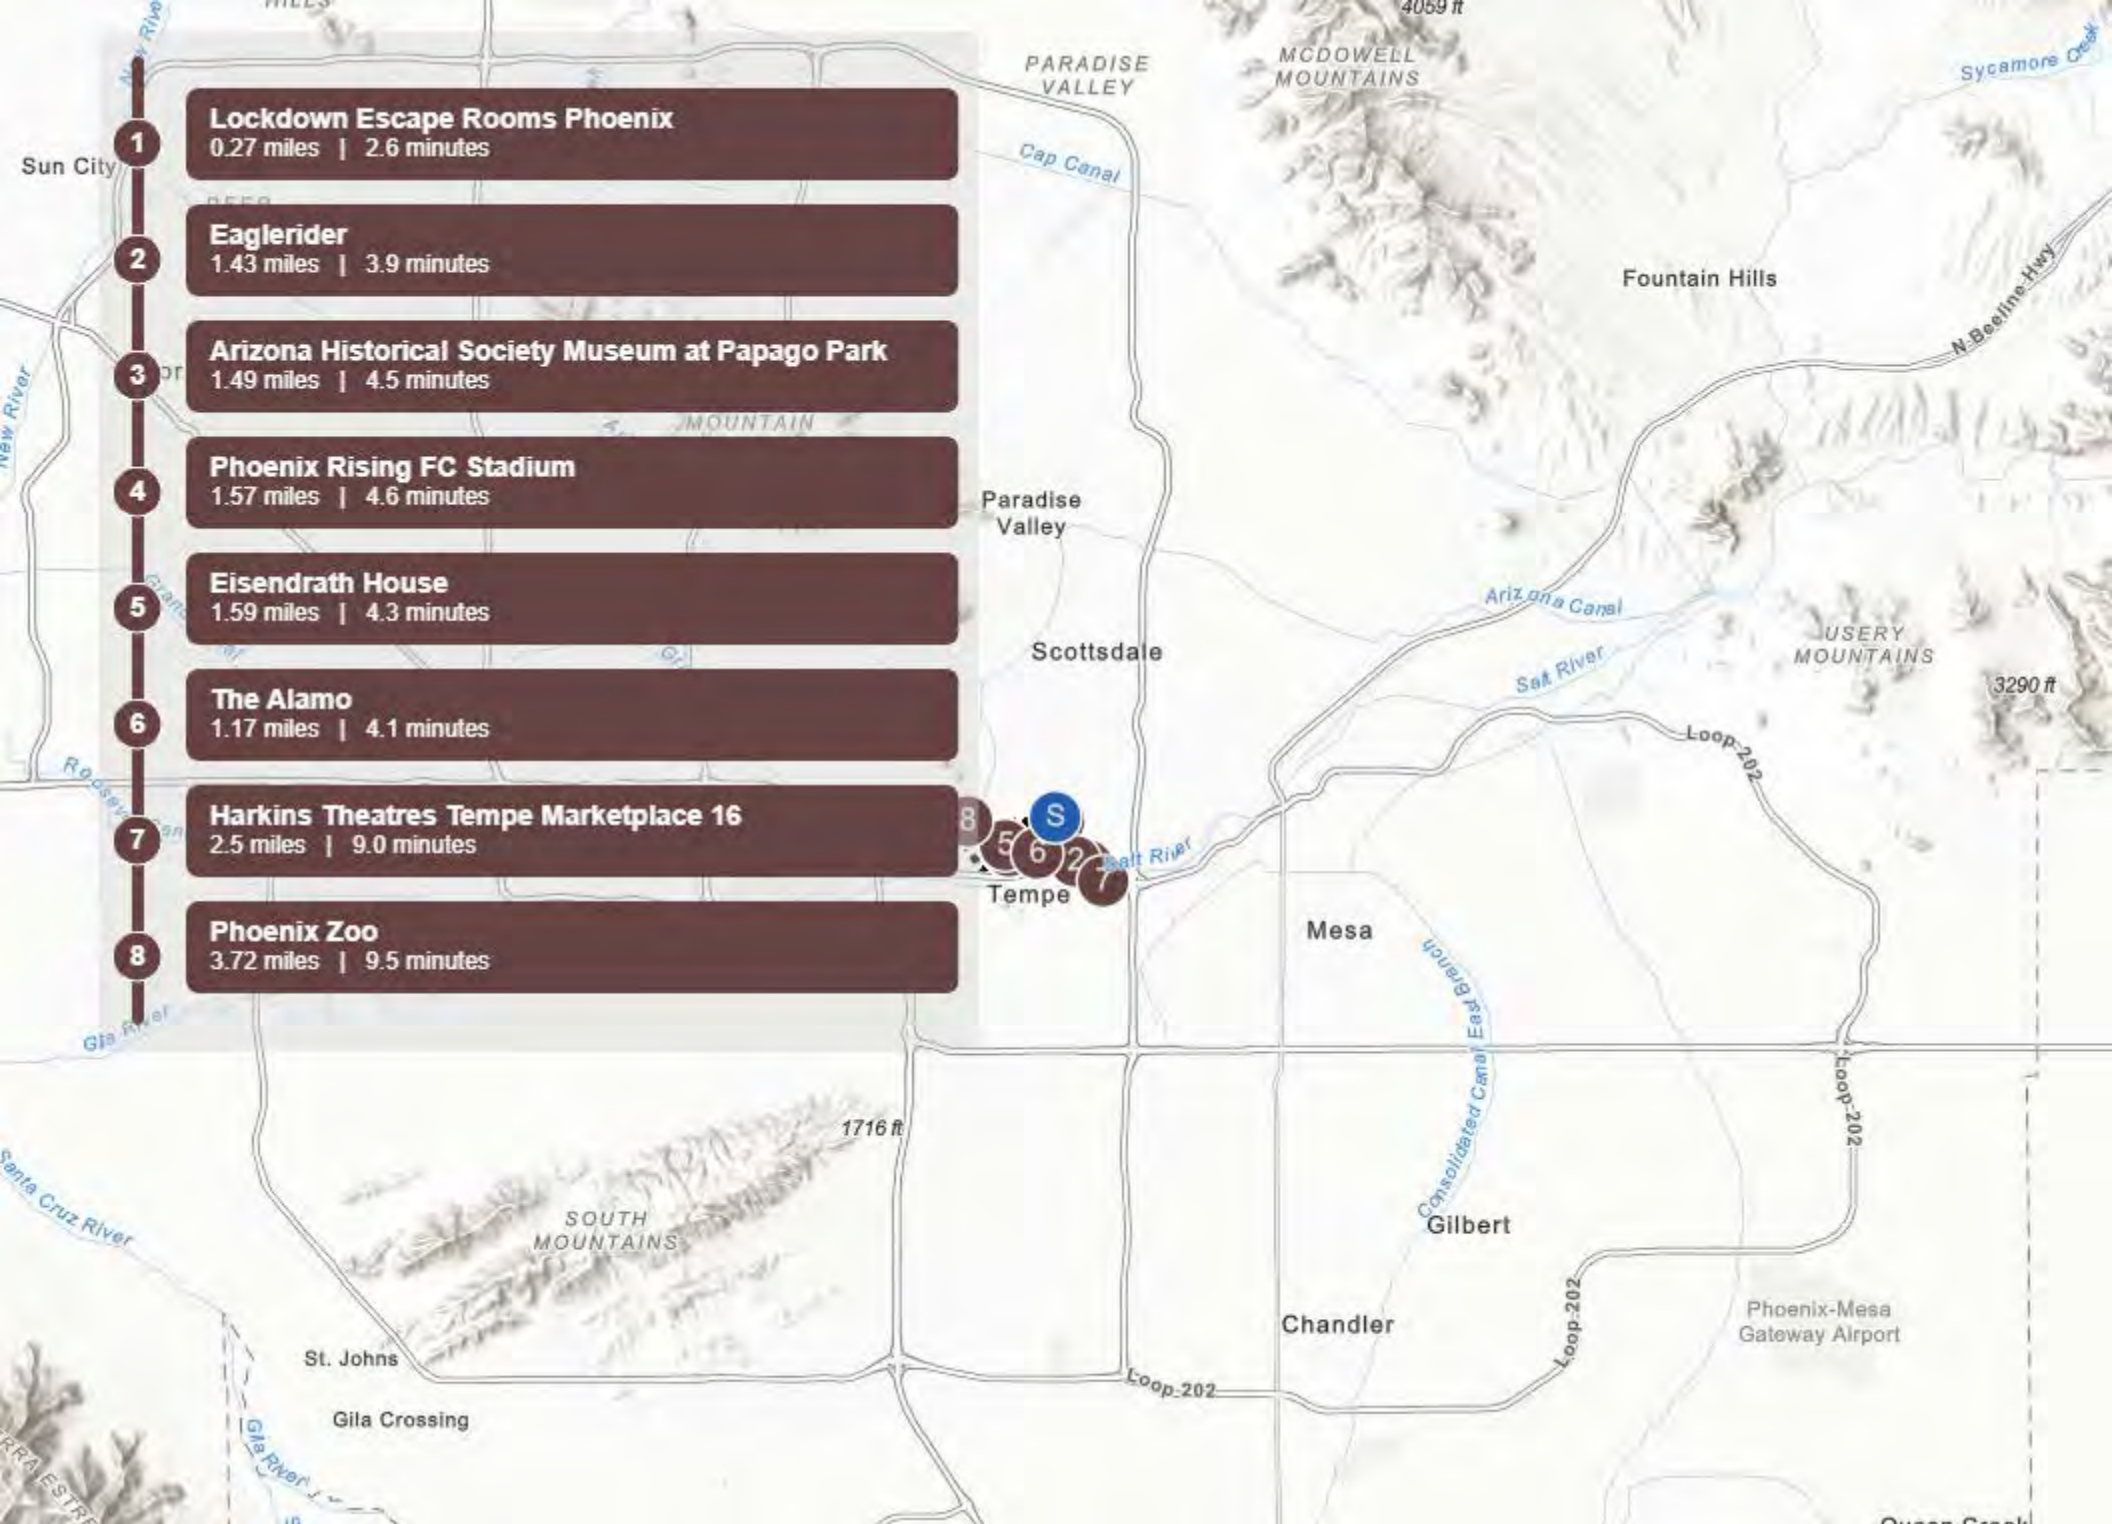 4059 ft
New River
PARADISE
VALLEY
MCDOWELL
MOUNTAINS
Sycamore Creek
1
Lockdown Escape Rooms Phoenix
0.27 miles | 2.6 minutes
Sun City
Cap Canal
2
Eaglerider
1.43 miles | 3.9 minutes
Fountain Hills
N Beeline Hwy
3
Arizona Historical Society Museum at Papago Park
1.49 miles | 4.5 minutes
New River
MOUNTAIN
4
Phoenix Rising FC Stadium
1.57 miles | 4.6 minutes
Paradise
Valley
5
Eisendrath House
1.59 miles | 4.3 minutes
Arizona Canal
Scottsdale
Salt River
USERY
MOUNTAINS
3290 ft
6
The Alamo
1.17 miles | 4.1 minutes
Loop 202
7
Harkins Theatres Tempe Marketplace 16
2.5 miles | 9.0 minutes
8
5
6
S
2
7
Salt River
Tempe
Mesa
8
Phoenix Zoo
3.72 miles | 9.5 minutes
Gila River
Consolidated Canal East Branch
Loop 202
1716 ft
Santa Cruz River
SOUTH
MOUNTAINS
Gilbert
Chandler
Loop 202
Phoenix-Mesa
Gateway Airport
St. Johns
Loop 202
Gila Crossing
Gila River